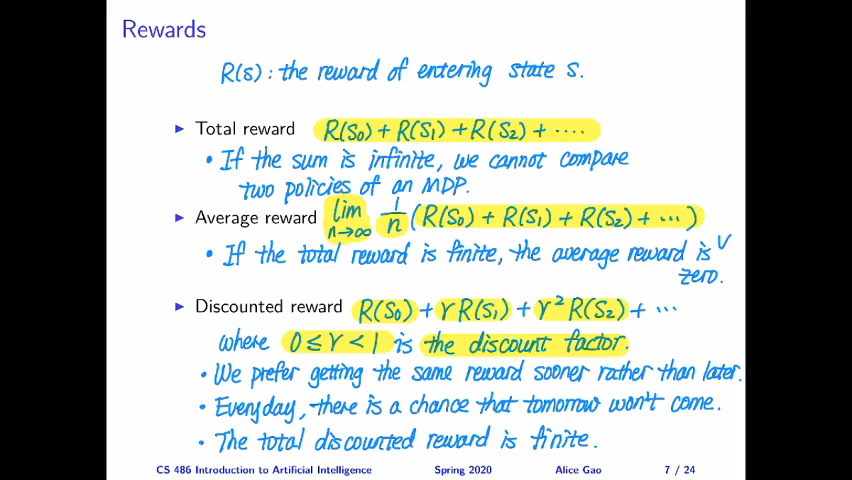 Rewards
R(s): the reward of entering state s.
▶ Total reward R(S₀) + R(S₁) + R(S₂) + ....
• If the sum is infinite, we cannot compare
two policies of an MDP.
▶ Average reward lim n→∞ 1/n (R(S₀) + R(S₁) + R(S₂) + ...)
• If the total reward is finite, the average reward is
zero.
▶ Discounted reward R(S₀) + γ R(S₁) + γ² R(S₂) + ...
where 0 ≤ γ < 1 is the discount factor.
• We prefer getting the same reward sooner rather than later.
• Everyday, there is a chance that tomorrow won't come.
• The total discounted reward is finite.
CS 486 Introduction to Artificial Intelligence Spring 2020 Alice Gao 7 / 24